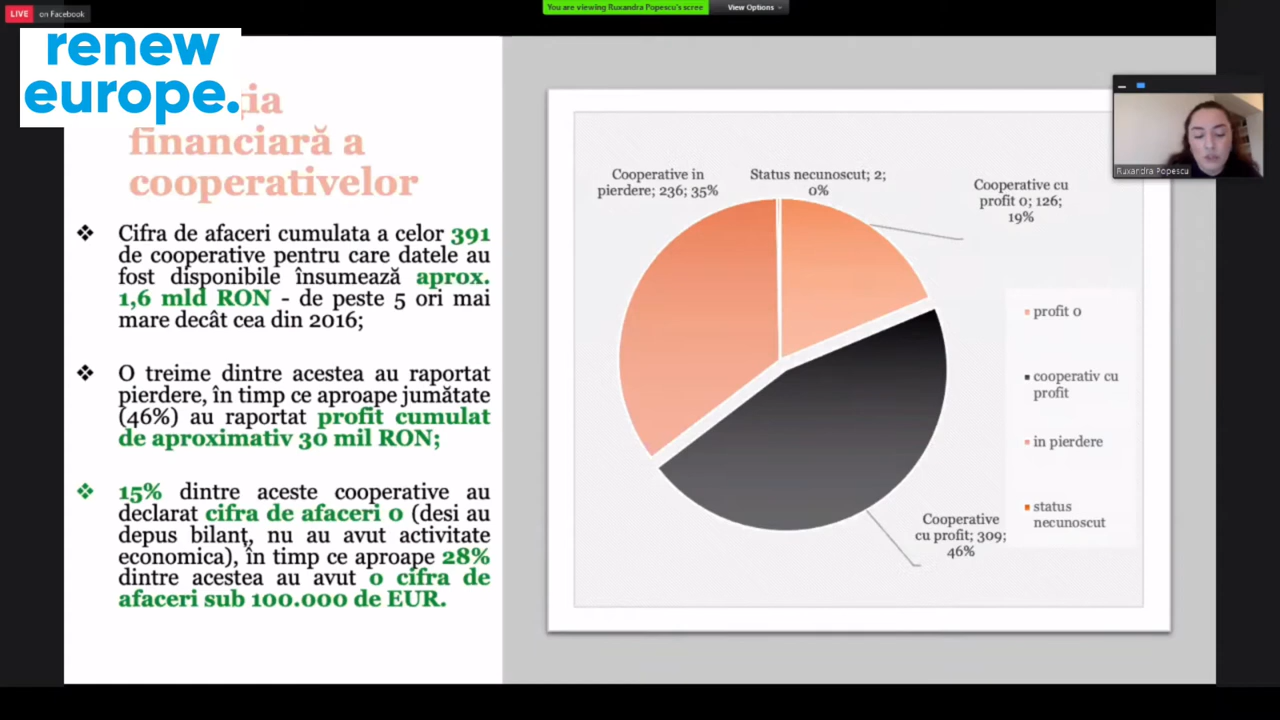 LIVE on Facebook
You are viewing Ruxandra Popescu's scree
View Options
renew
europe.
financiară a
cooperativelor
❖ Cifra de afaceri cumulata a celor 391
de cooperative pentru care datele au
fost disponibile însumează aprox.
1,6 mld RON - de peste 5 ori mai
mare decât cea din 2016;
❖ O treime dintre acestea au raportat
pierdere, în timp ce aproape jumătate
(46%) au raportat profit cumulat
de aproximativ 30 mil RON;
❖ 15% dintre aceste cooperative au
declarat cifra de afaceri 0 (desi au
depus bilanț, nu au avut activitate
economica), în timp ce aproape 28%
dintre acestea au avut o cifra de
afaceri sub 100.000 de EUR.
Cooperative in
pierdere; 236; 35%
Status necunoscut; 2;
0%
Cooperative cu
profit 0; 126;
19%
Cooperative
cu profit; 309;
46%
profit 0
cooperativ cu
profit
in pierdere
status
necunoscut
Ruxandra Popescu